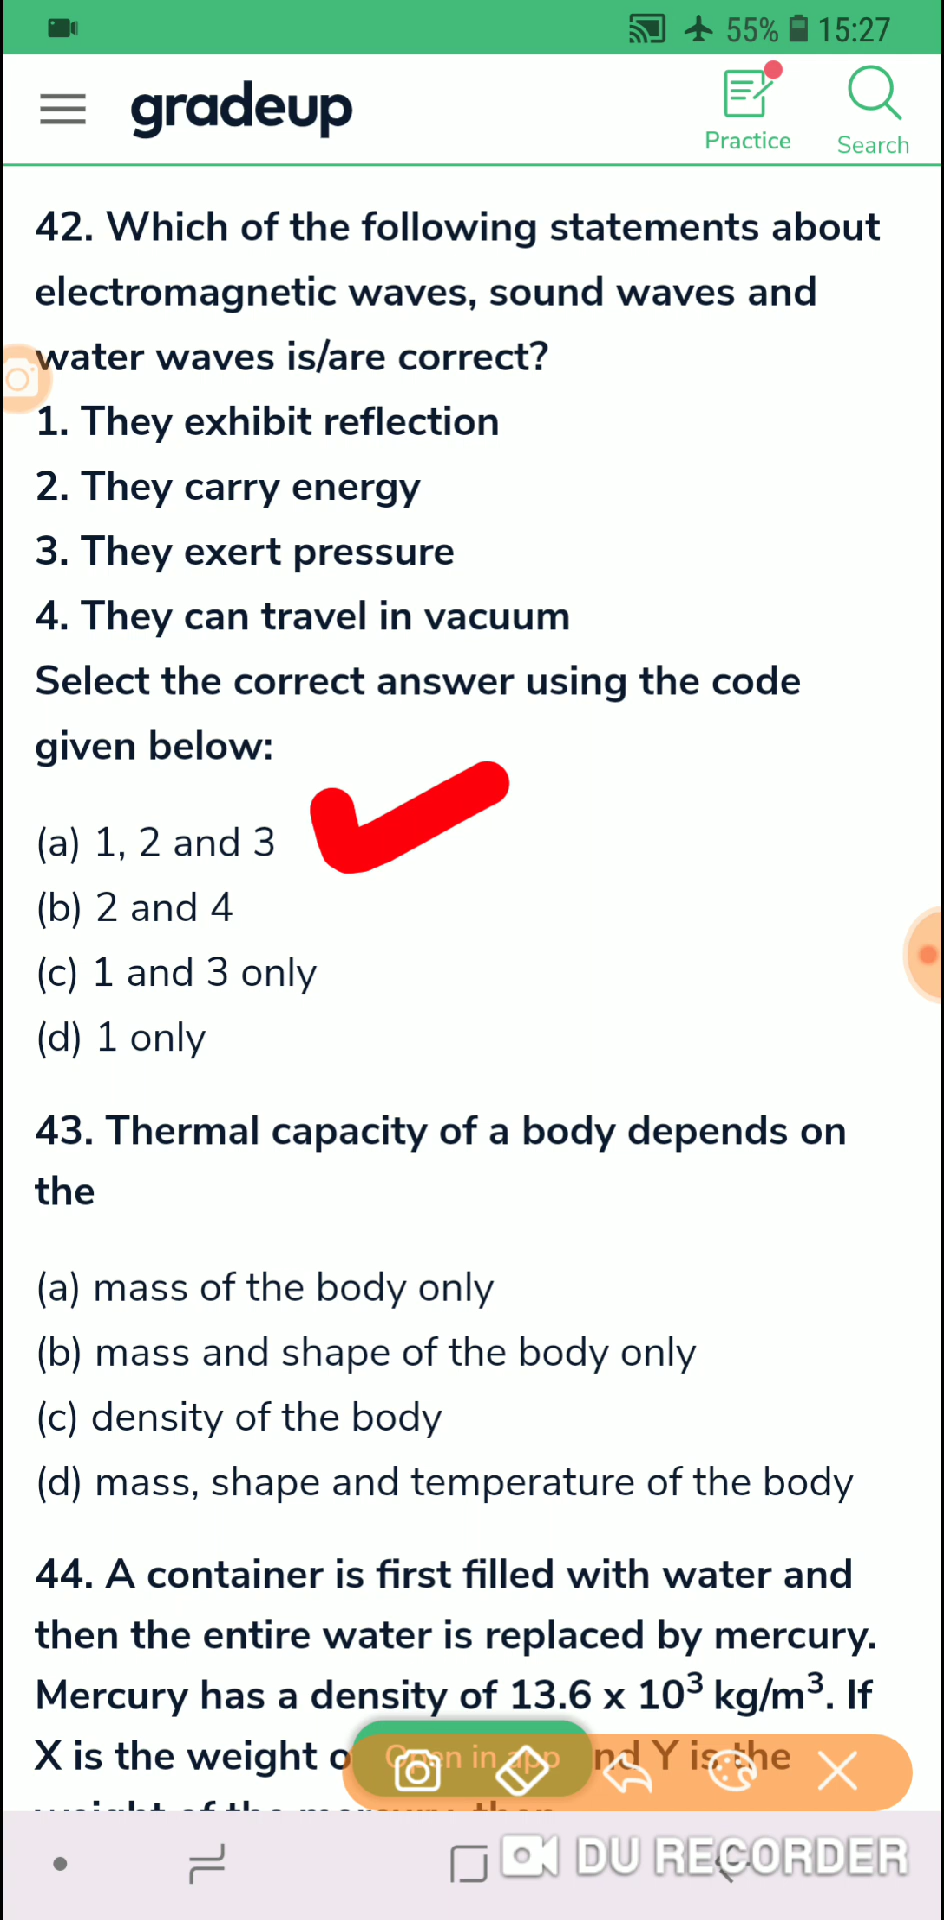 55% 15:27
gradeup
Practice
Search
42. Which of the following statements about
electromagnetic waves, sound waves and
water waves is/are correct?
1. They exhibit reflection
2. They carry energy
3. They exert pressure
4. They can travel in vacuum
Select the correct answer using the code
given below:
(a) 1, 2 and 3
(b) 2 and 4
(c) 1 and 3 only
(d) 1 only
43. Thermal capacity of a body depends on
the
(a) mass of the body only
(b) mass and shape of the body only
(c) density of the body
(d) mass, shape and temperature of the body
44. A container is first filled with water and
then the entire water is replaced by mercury.
Mercury has a density of 13.6 x 10³ kg/m³. If
X is the weight Y is the
Open in app
DU RECORDER